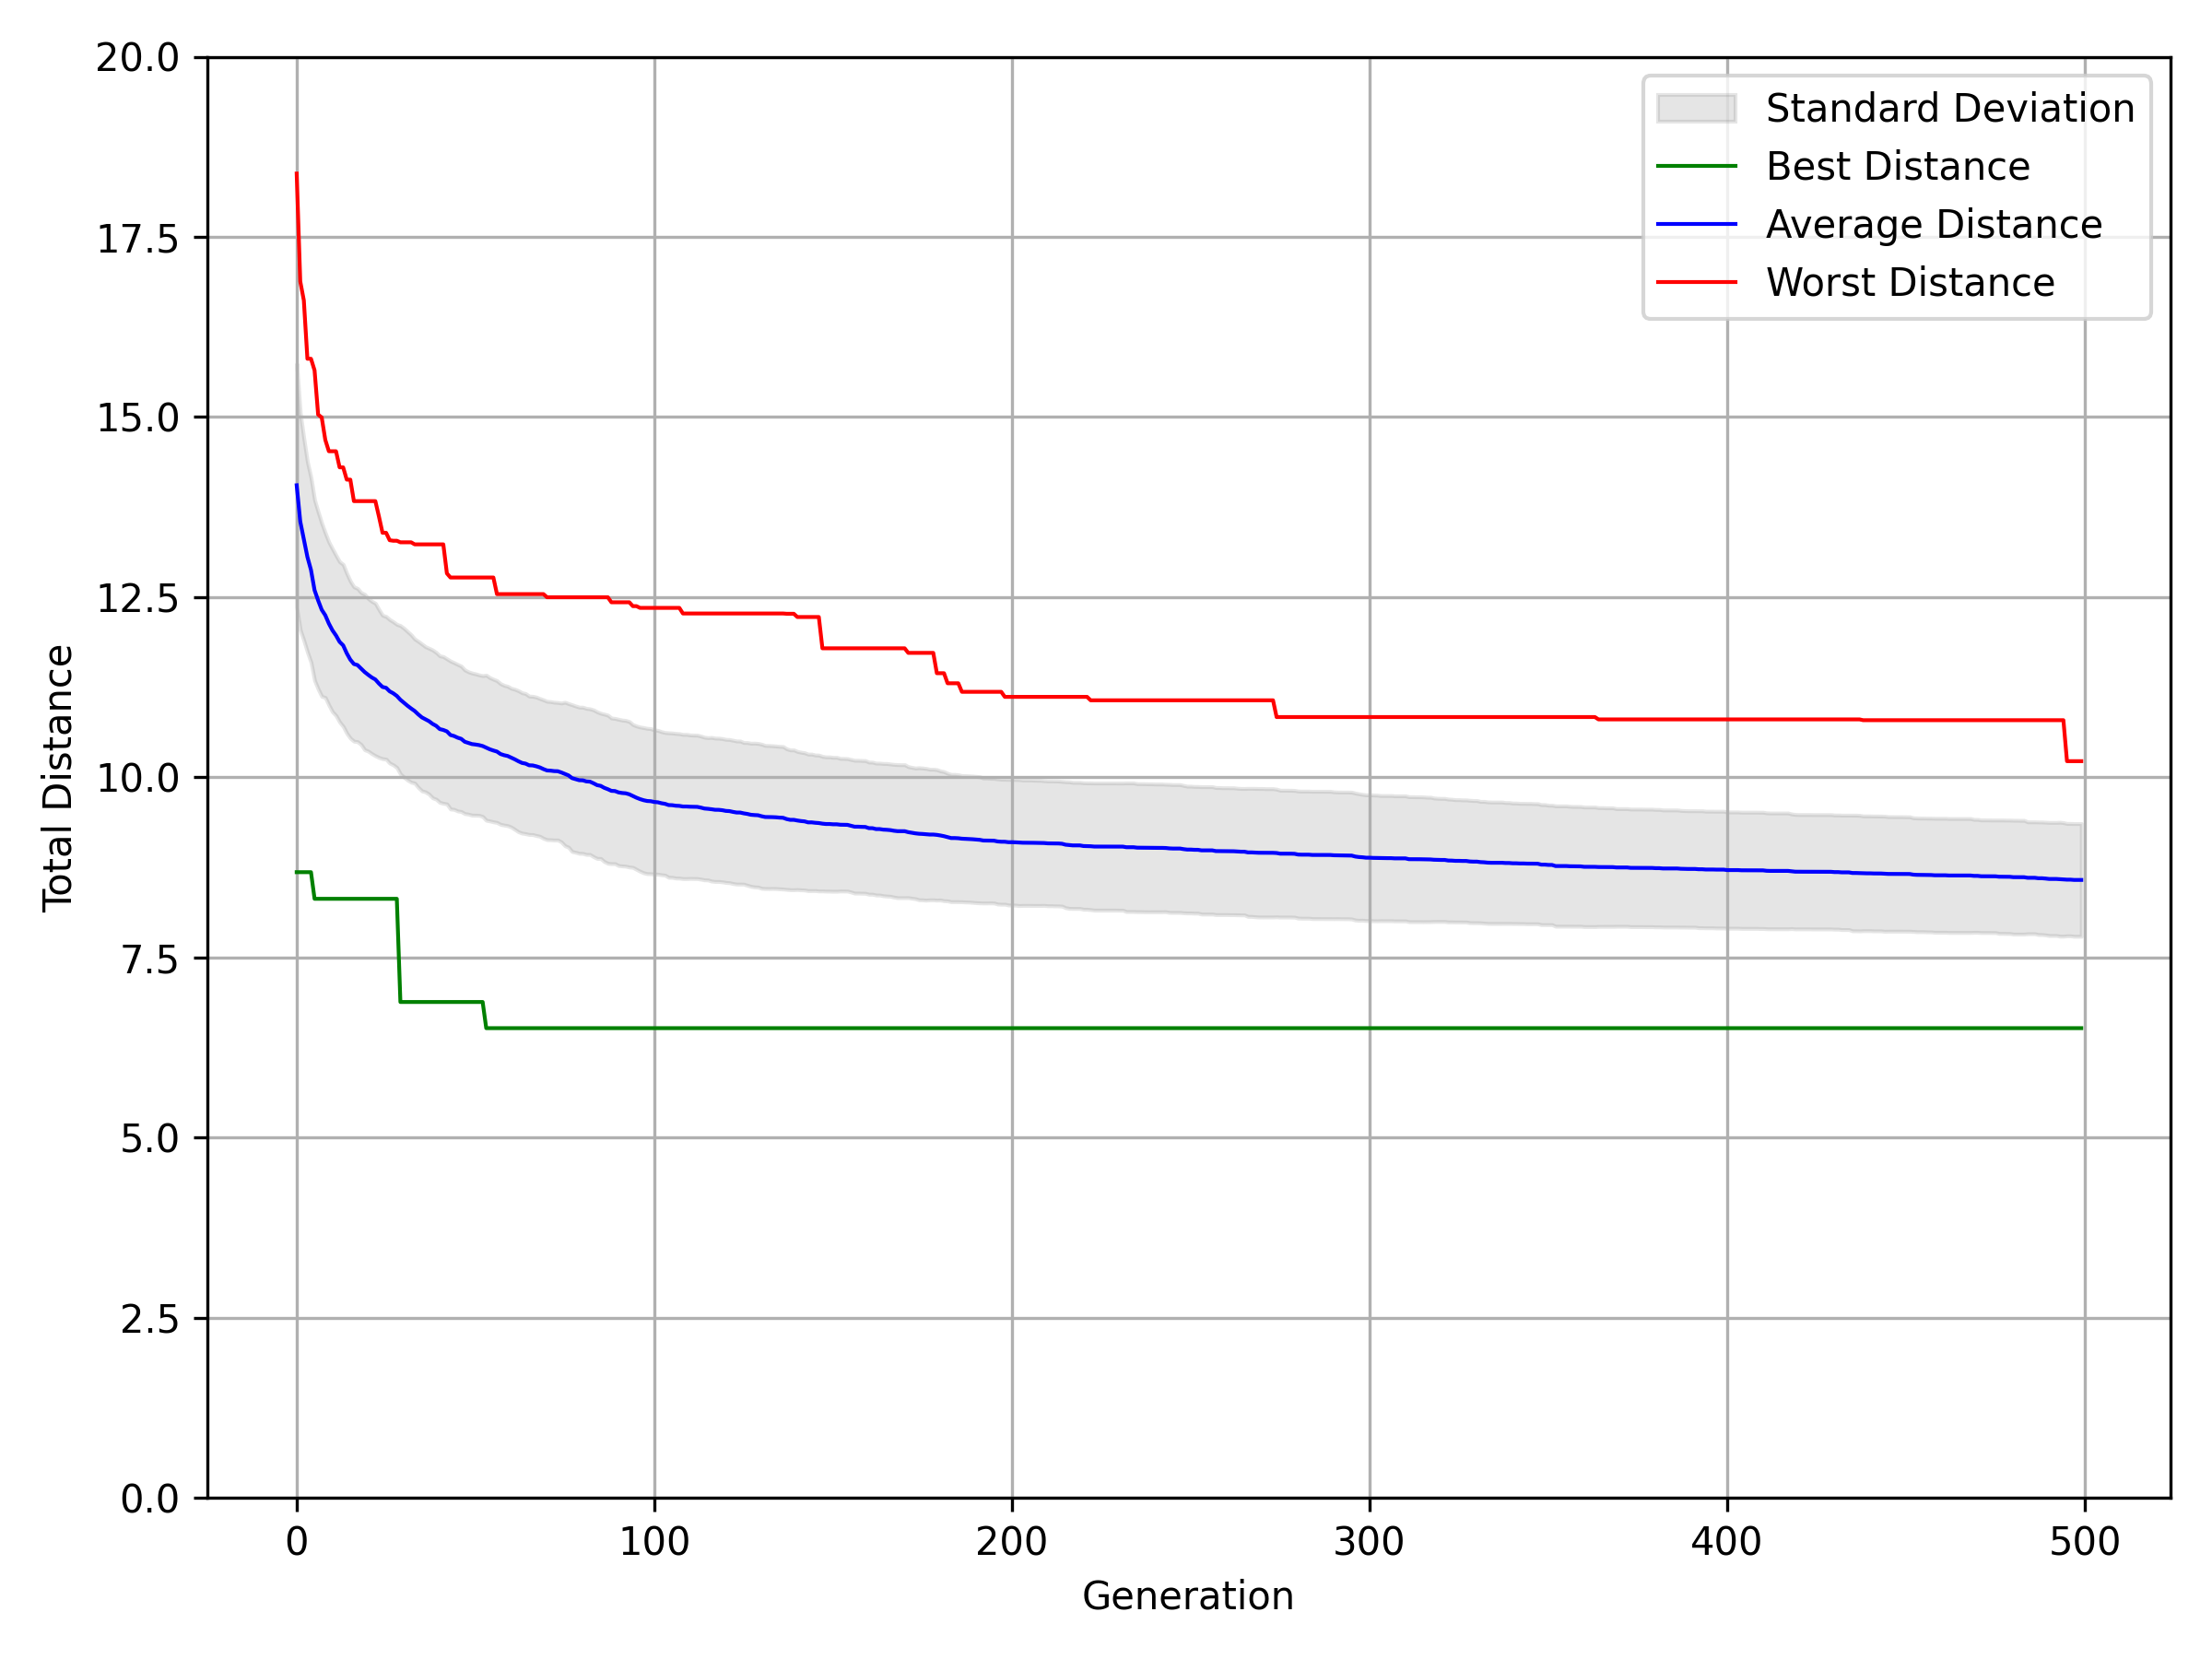 20.0
17.5
15.0
12.5
10.0
7.5
5.0
2.5
0.0
Total Distance
Standard Deviation
Best Distance
Average Distance
Worst Distance
0 100 200 300 400 500
Generation